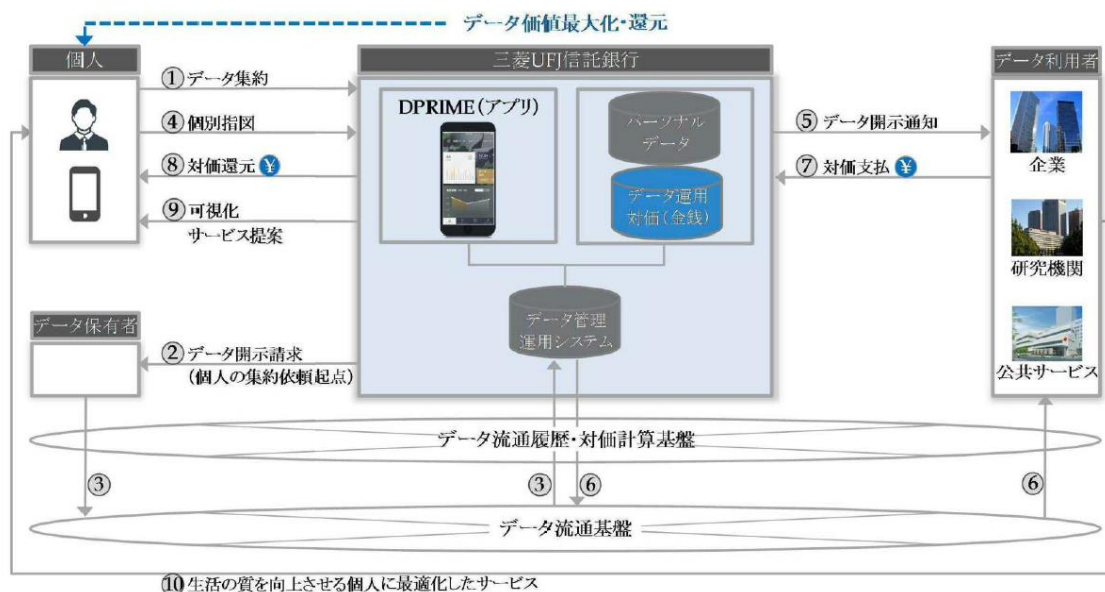 データ価値最大化・還元
個人
三菱UFJ信託銀行
データ利用者
①データ集約
④個別指図
⑧対価還元 ¥
⑨可視化
サービス提案
DPRIME(アプリ)
パーソナル
データ
データ運用
対価(金銭)
データ管理
運用システム
⑤データ開示通知
⑦対価支払 ¥
企業
研究機関
公共サービス
データ保有者
②データ開示請求
(個人の集約依頼起点)
データ流通履歴・対価計算基盤
③
③
⑥
⑥
データ流通基盤
⑩生活の質を向上させる個人に最適化したサービス